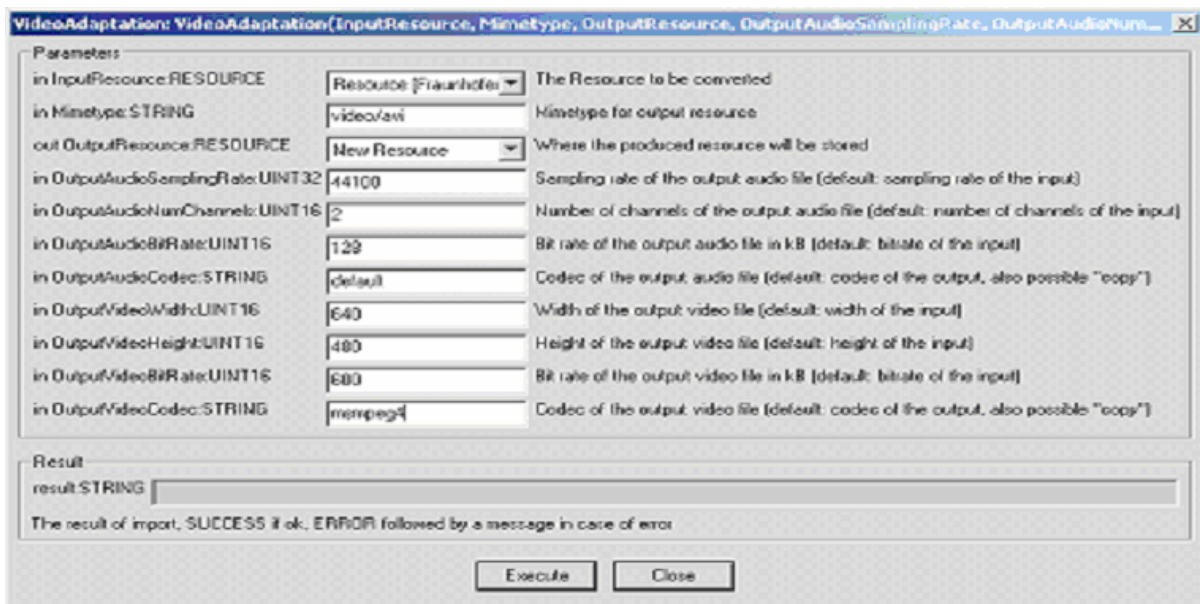 VideoAdaptation: VideoAdaptation(InputResource, Mimetype, OutputResource, OutputAudioSamplingRate, OutputAudioNum...
Parameters
in InputResource:RESOURCE Resource [Fraunhofer The Resource to be converted
in Mimetype:STRING video/avi Mimetype for output resource
out OutputResource:RESOURCE New Resource Where the produced resource will be stored
in OutputAudioSamplingRate:UINT32 44100 Sampling rate of the output audio file (default: sampling rate of the input)
in OutputAudioNumChannels:UINT16 2 Number of channels of the output audio file (default: number of channels of the input)
in OutputAudioBitRate:UINT16 Bit rate of the output audio file in kB (default: bitrate of the input)
in OutputAudioCodec:STRING default Codec of the output audio file (default: codec of the output, also possible "copy")
in OutputVideoWidth:UINT16 640 Width of the output video file (default: width of the input)
in OutputVideoHeight:UINT16 480 Height of the output video file (default: height of the input)
in OutputVideoBitRate:UINT16 680 Bit rate of the output video file in kB (default: bitrate of the input)
in OutputVideoCodec:STRING msmpeg4 Codec of the output video file (default: codec of the output, also possible "copy")
Result
result:STRING
The result of import, SUCCESS if ok, ERROR followed by a message in case of error
Execute Close